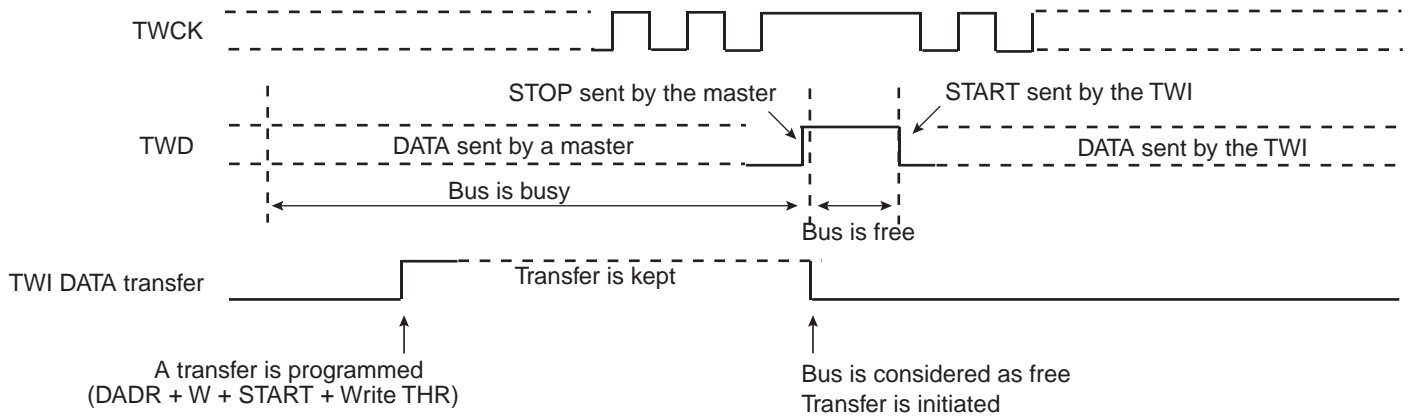 TWCK
STOP sent by the master
START sent by the TWI
TWD
DATA sent by a master
DATA sent by the TWI
Bus is busy
Bus is free
TWI DATA transfer
Transfer is kept
A transfer is programmed
(DADR + W + START + Write THR)
Bus is considered as free
Transfer is initiated